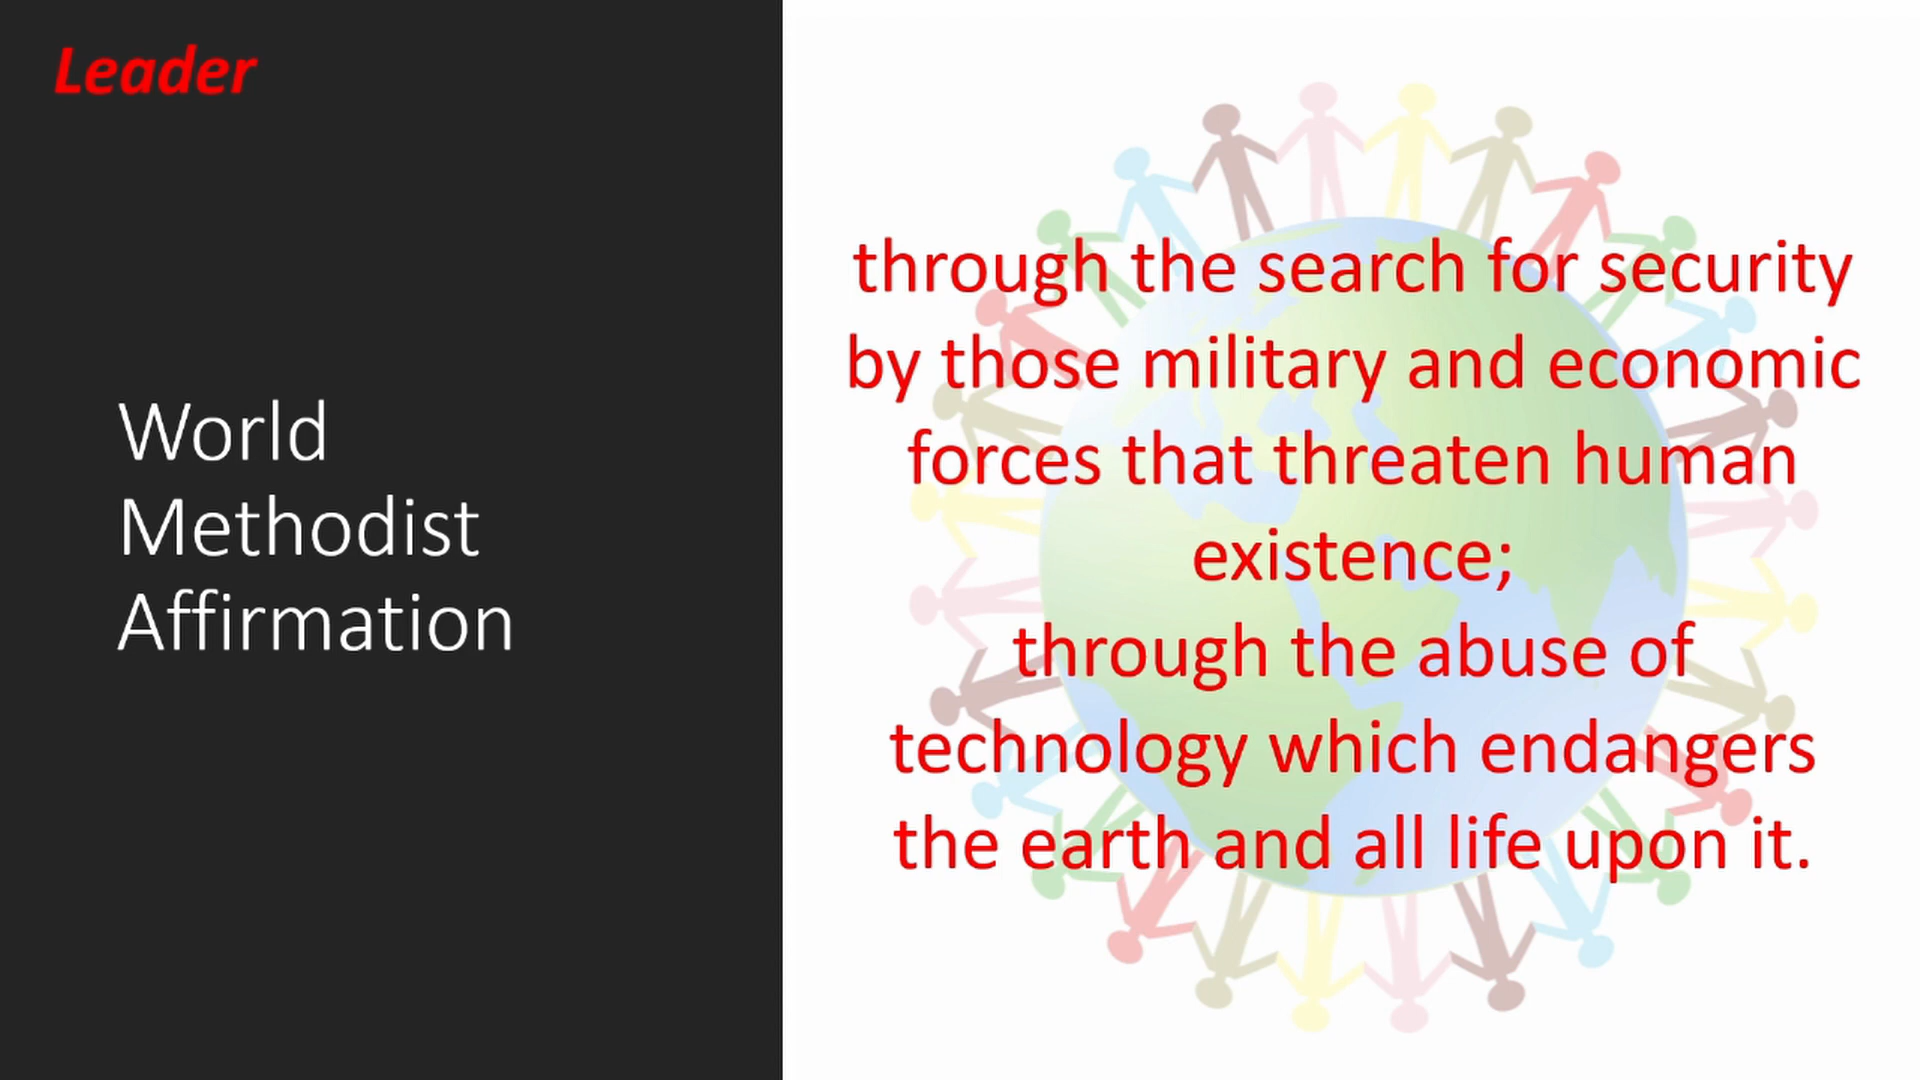 Leader
World
Methodist
Affirmation
through the search for security
by those military and economic
forces that threaten human
existence;
through the abuse of
technology which endangers
the earth and all life upon it.